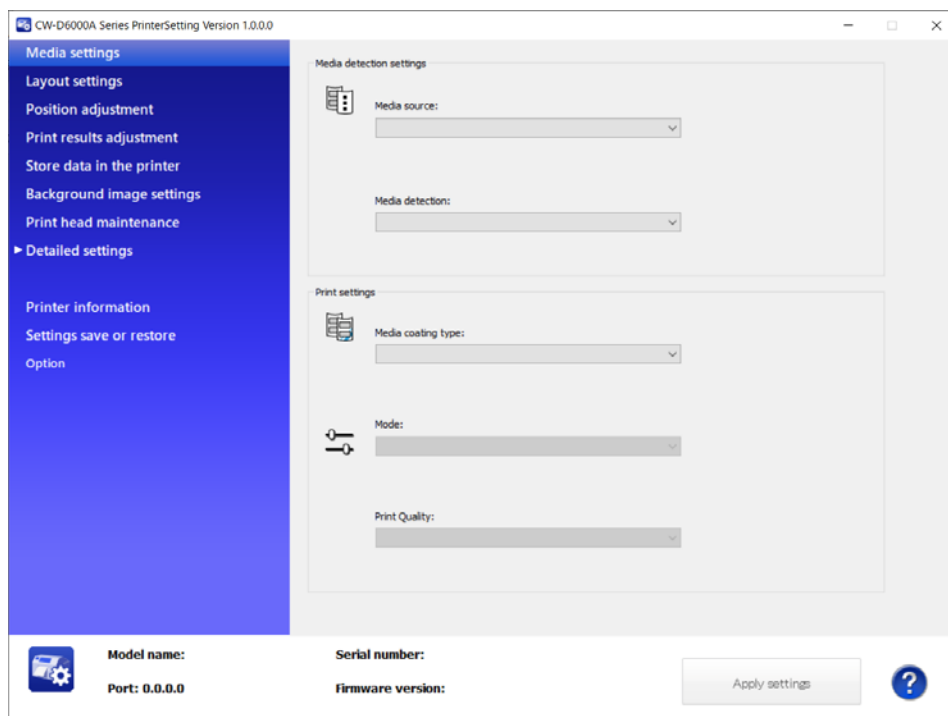 CW-D6000A Series PrinterSetting Version 1.0.0.0
Media settings
Layout settings
Position adjustment
Print results adjustment
Store data in the printer
Background image settings
Print head maintenance
Detailed settings
Printer information
Settings save or restore
Option
Media detection settings
Media source:
Media detection:
Print settings
Media coating type:
Mode:
Print Quality:
Model name:
Serial number:
Port: 0.0.0.0
Firmware version:
Apply settings
?